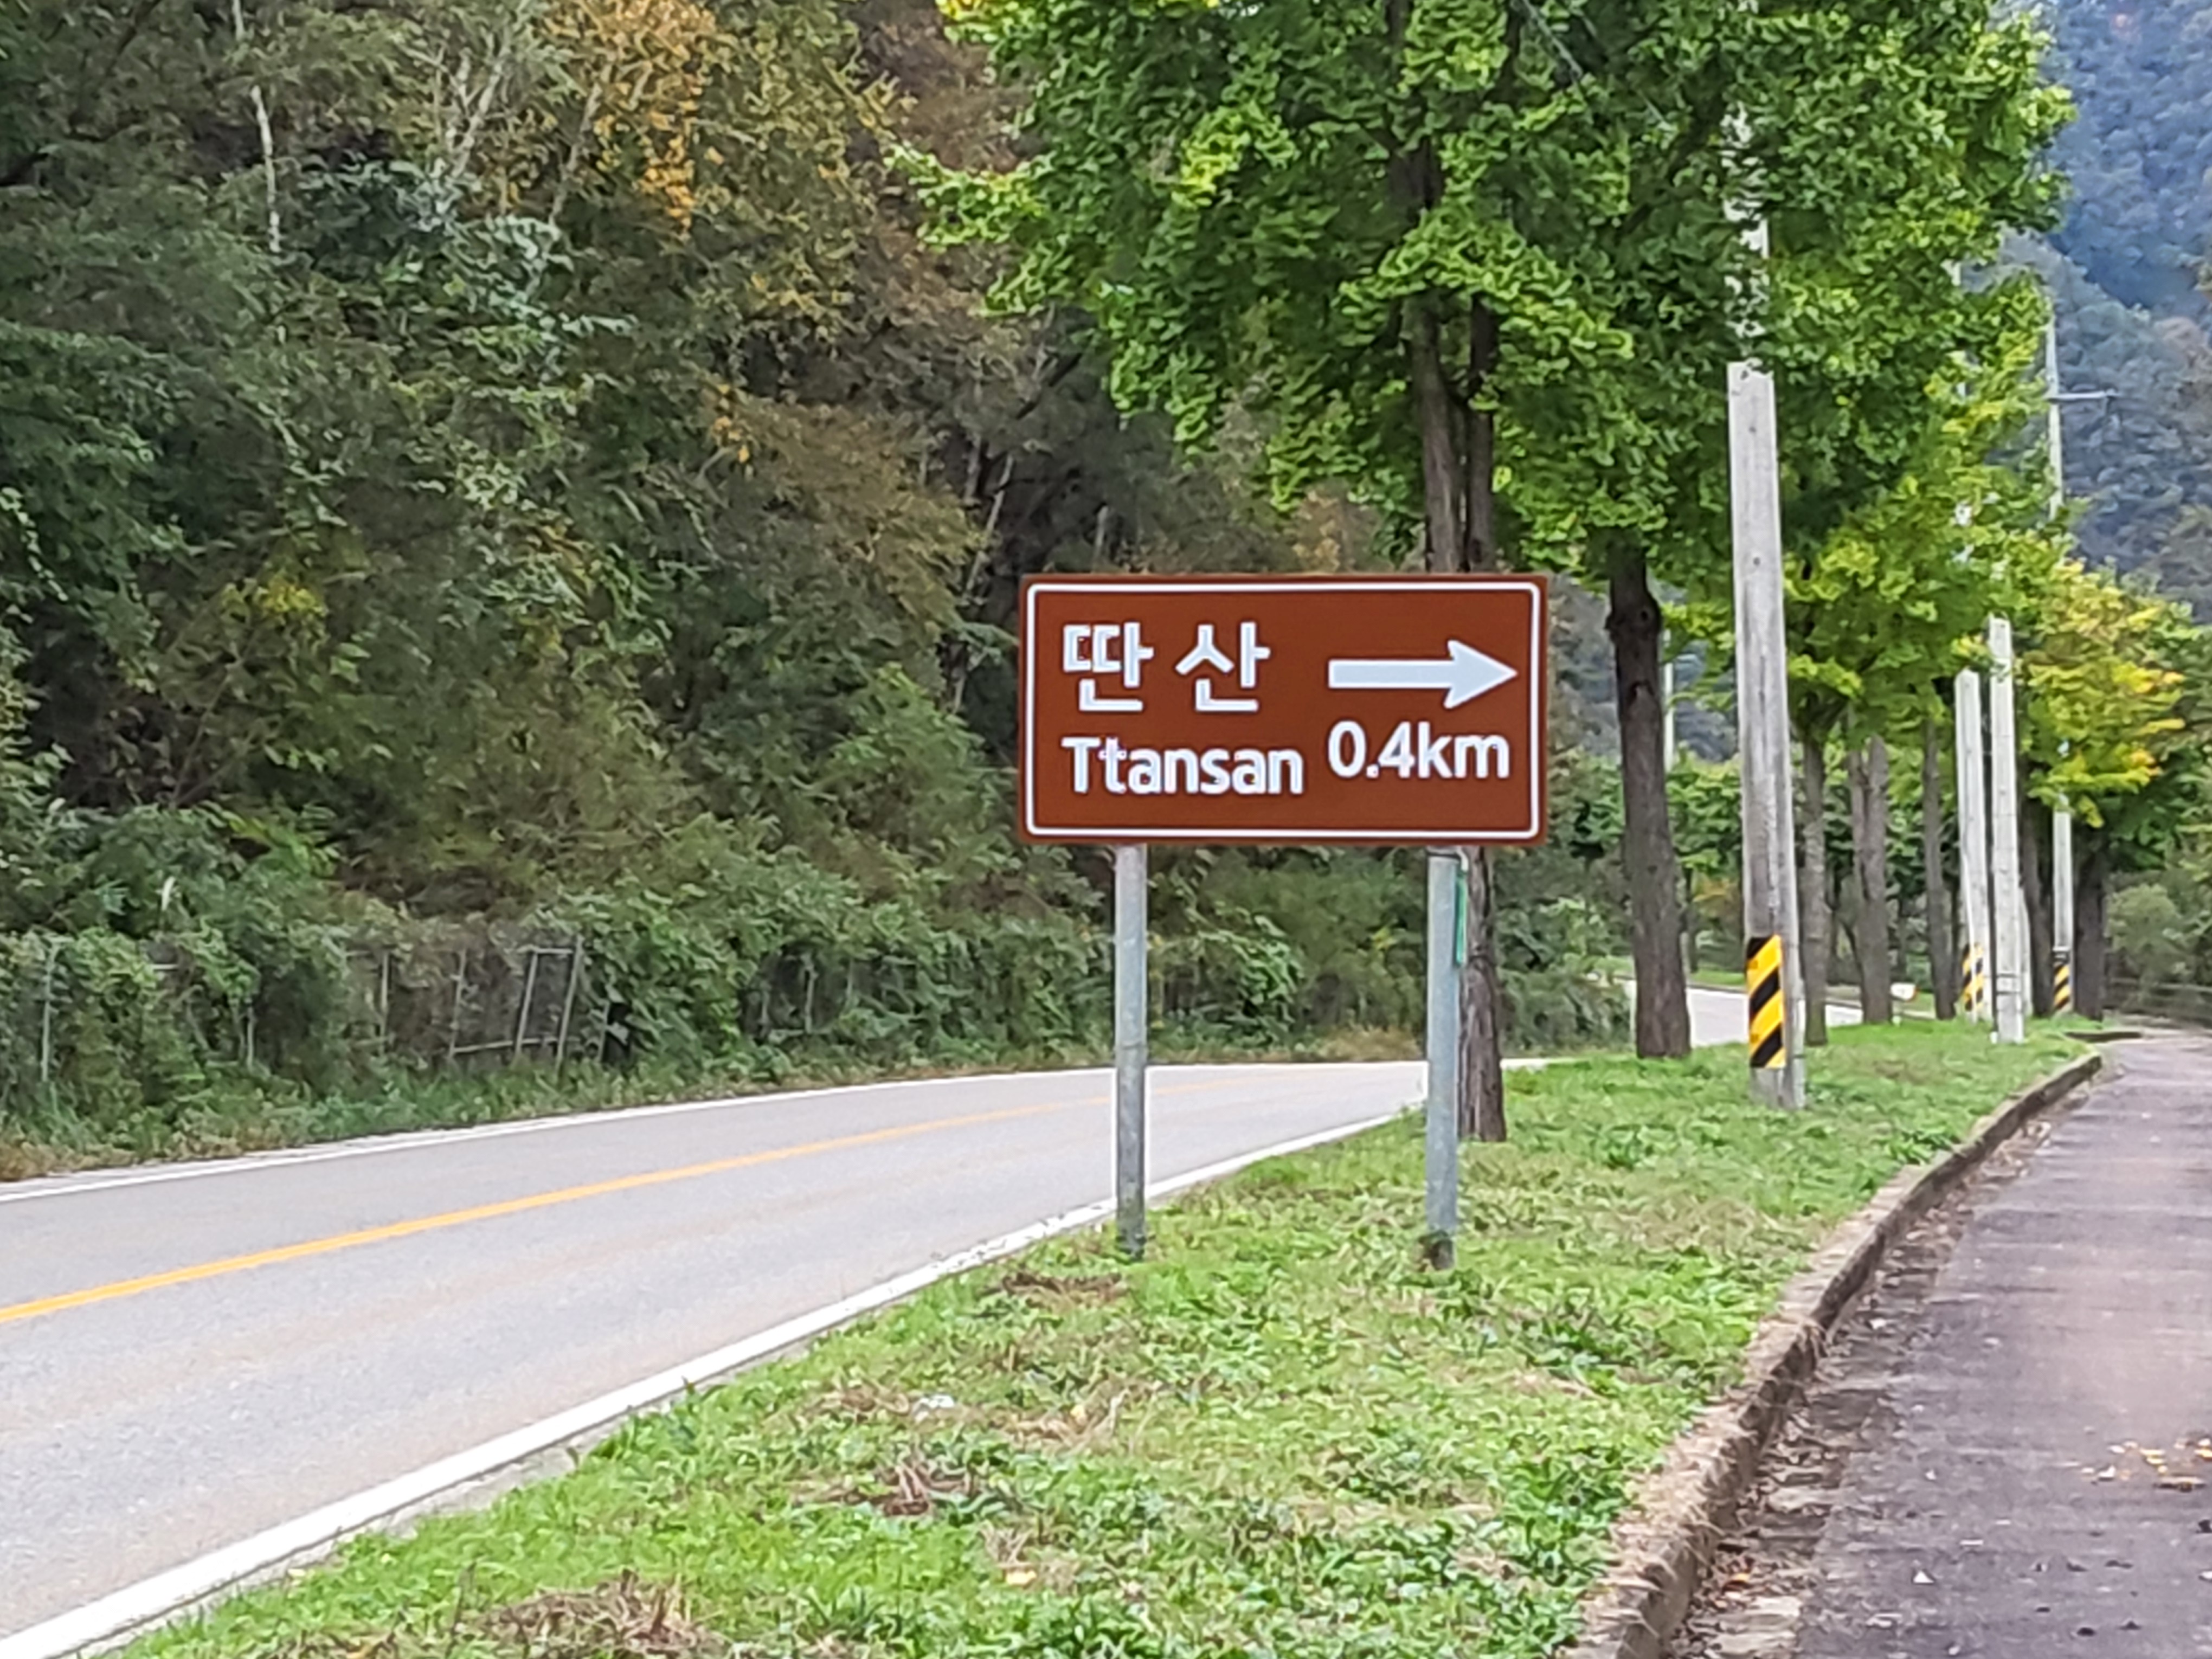 딴산
Ttansan 0.4km